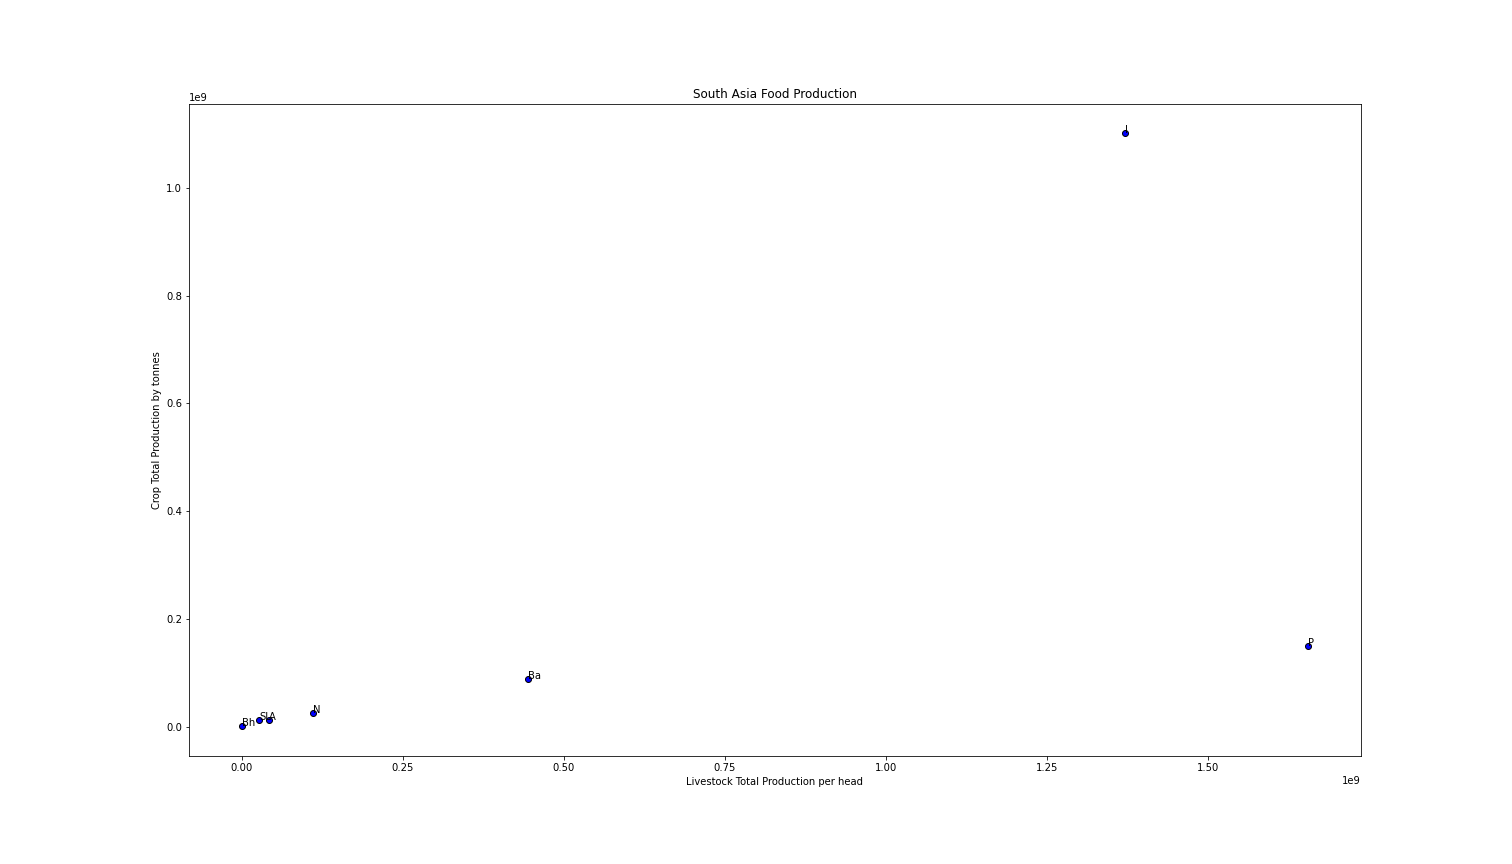 South Asia Food Production
1e9
I
1.0
0.8
0.6
0.4
0.2
0.0
Crop Total Production by tonnes
P
Ba
N
SL
A
Bh
0.00
0.25
0.50
0.75
1.00
1.25
1.50
Livestock Total Production per head
1e9